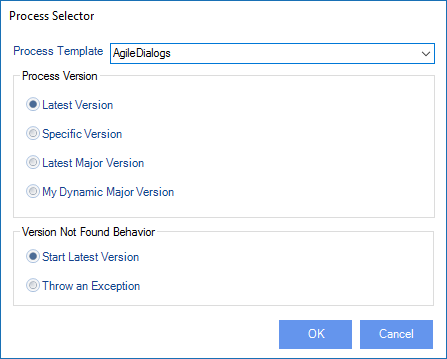 Process Selector
Process Template AgileDialogs
Process Version
Latest Version
Specific Version
Latest Major Version
My Dynamic Major Version
Version Not Found Behavior
Start Latest Version
Throw an Exception
OK Cancel